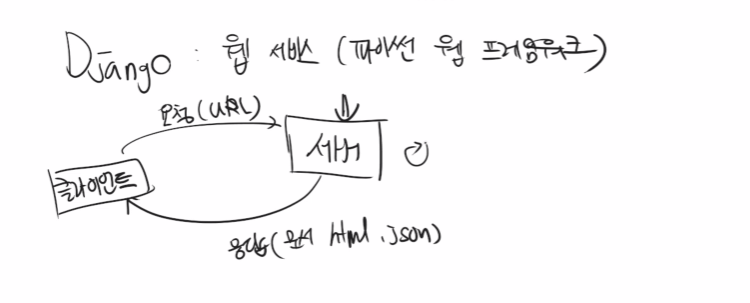 Django : 웹 서비스 (파이썬 웹 프레임워크)
요청(URL)
서버
클라이언트
응답(문서 html, json)